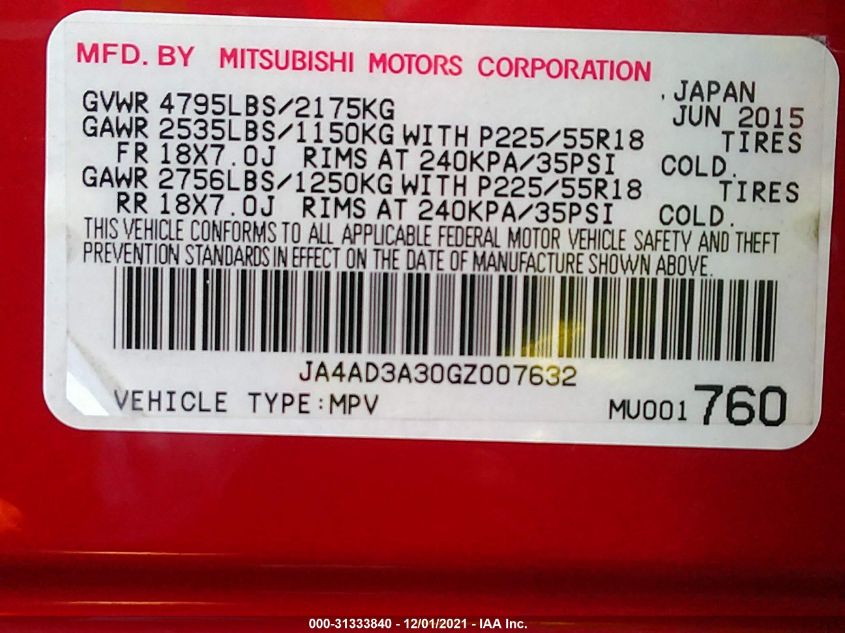 MFD. BY MITSUBISHI MOTORS CORPORATION
JAPAN
GVWR 4795LBS/2175KG JUN 2015
GAWR 2535LBS/1150KG WITH P225/55R18 TIRES
FR 18X7.0J RIMS AT 240KPA/35PSI COLD.
GAWR 2756LBS/1250KG WITH P225/55R18 TIRES
RR 18X7.0J RIMS AT 240KPA/35PSI COLD.
THIS VEHICLE CONFORMS TO ALL APPLICABLE FEDERAL MOTOR VEHICLE SAFETY AND THEFT
PREVENTION STANDARDS IN EFFECT ON THE DATE OF MANUFACTURE SHOWN ABOVE.
JA4AD3A30GZ007632
VEHICLE TYPE:MPV MU001 760
000-31333840 - 12/01/2021 - IAA Inc.